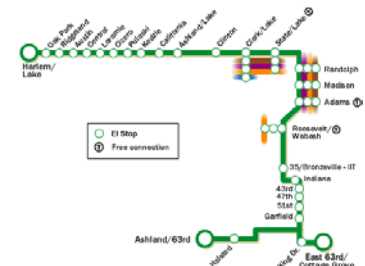 Oak Park
Ridgeland
Austin
Central
Laramie
Cicero
Pulaski
Kedzie
California
Ashland/Lake
Clinton
Clark/Lake
State/Lake
Harlem/
Lake
Randolph
Madison
Adams T
El Stop
T Free connection
Roosevelt/ T
Wabash
35/Bronzeville - IIT
Indiana
43rd
47th
51st
Garfield
Ashland/63rd
Halsted
King Dr.
East 63rd/
Cottage Grove